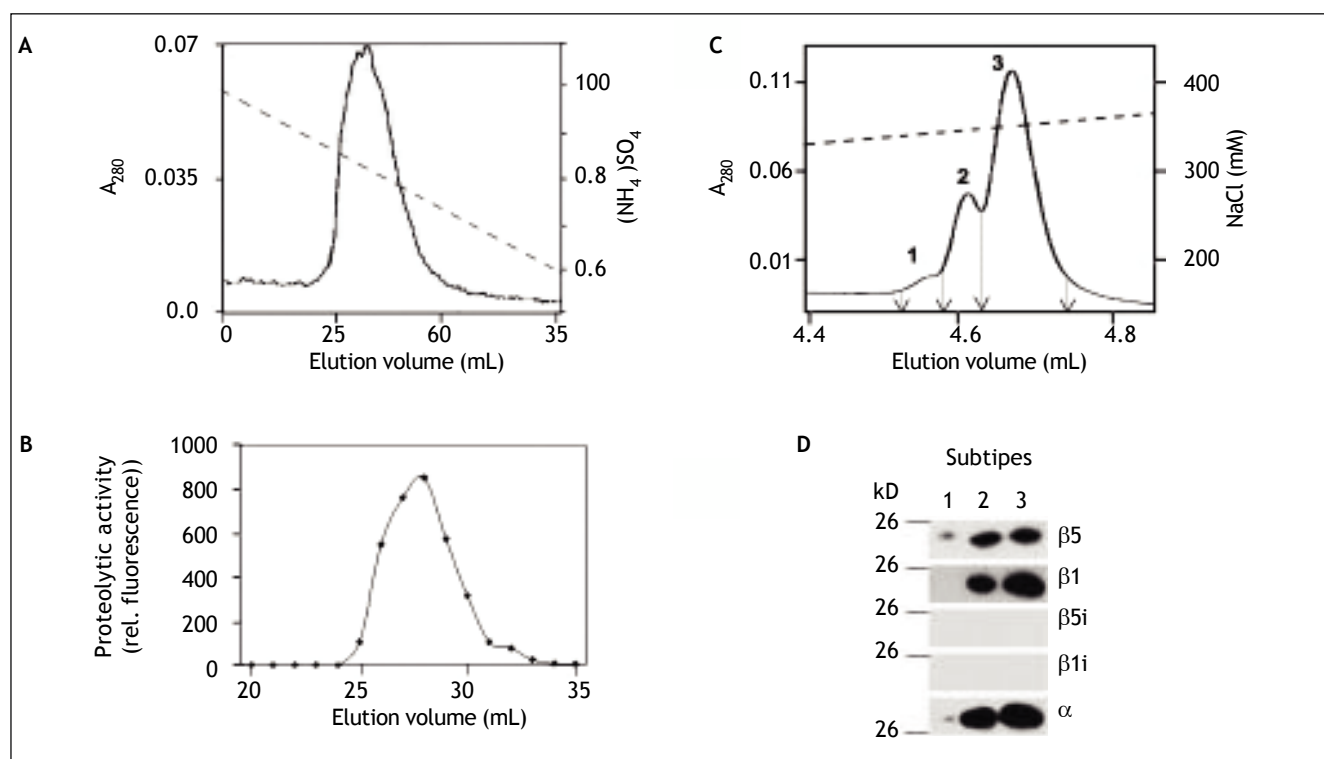 A
0.07
0.035
0.0
A₂₈₀
100
0.8
0.6
(NH₄ )SO₄
0 25 60 35
Elution volume (mL)
B
Proteolytic activity
(rel. fluorescence))
1000
800
600
400
200
0
20 25 30 35
Elution volume (mL)
C
0.11
0.06
0.01
A₂₈₀
1
2
3
400
300
200
NaCl (mM)
4.4 4.6 4.8
Elution volume (mL)
D
Subtipes
kD 1 2 3
26 β5
26 β1
26 β5i
26 β1i
26 α